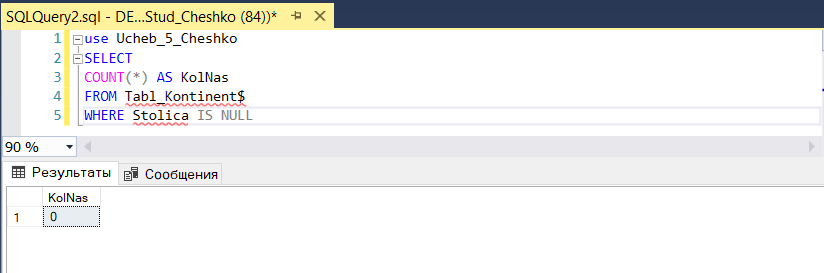 SQLQuery2.sql - DE...Stud_Cheshko (84))*
1 use Ucheb_5_Cheshko
2 SELECT
3 COUNT(*) AS KolNas
4 FROM Tabl_Kontinent$
5 WHERE Stolica IS NULL
90 %
Результаты Сообщения
KolNas
1 0